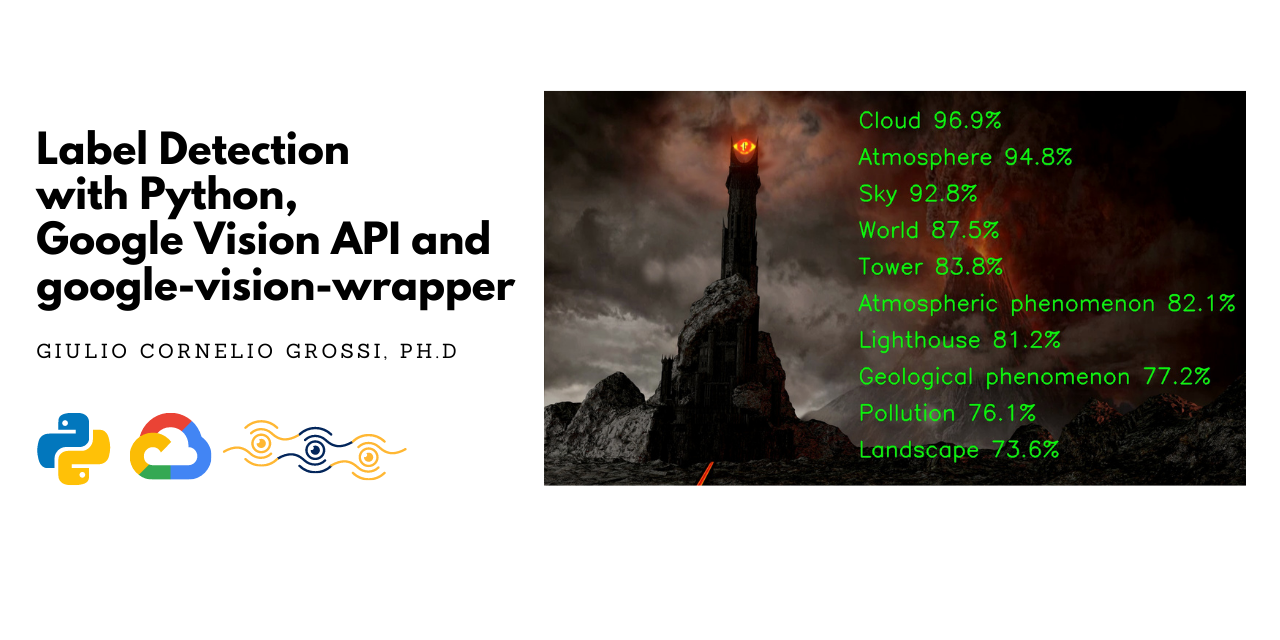 Label Detection
with Python,
Google Vision API and
google-vision-wrapper
GIULIO CORNELIO GROSSI, PH.D
Cloud 96.9%
Atmosphere 94.8%
Sky 92.8%
World 87.5%
Tower 83.8%
Atmospheric phenomenon 82.1%
Lighthouse 81.2%
Geological phenomenon 77.2%
Pollution 76.1%
Landscape 73.6%